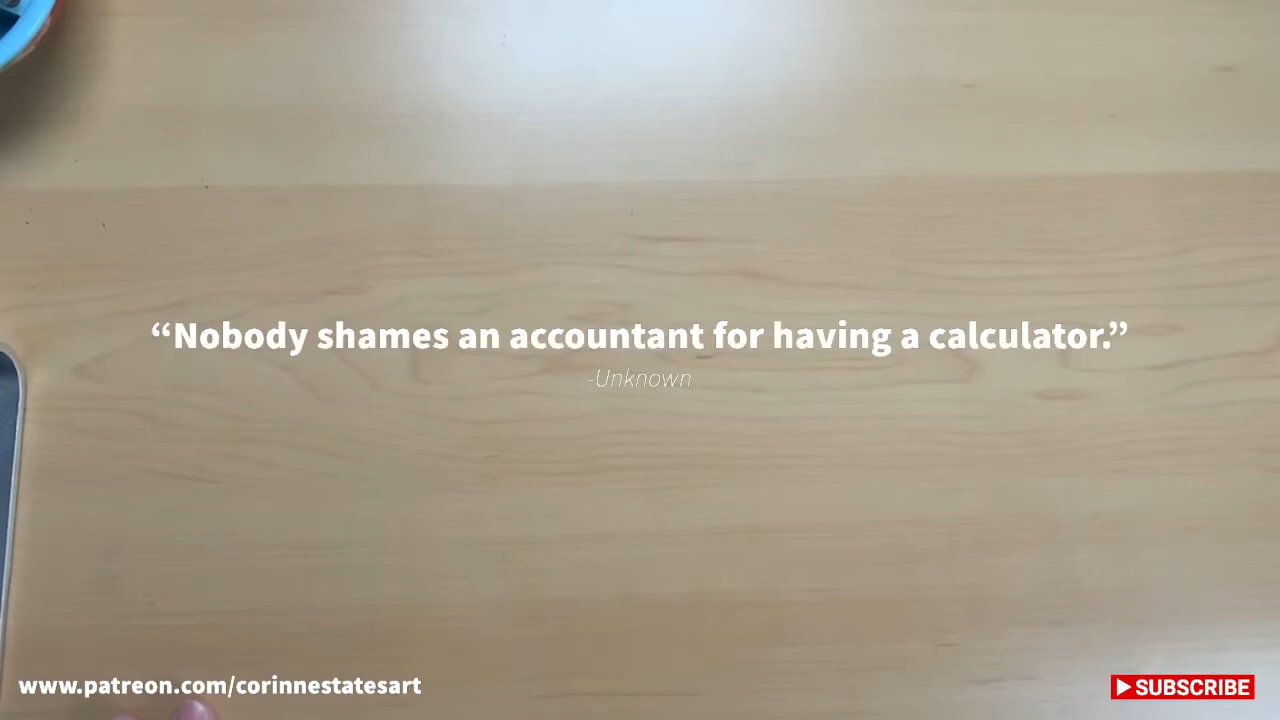 “Nobody shames an accountant for having a calculator.”
-Unknown
www.patreon.com/corinnestatesart
SUBSCRIBE